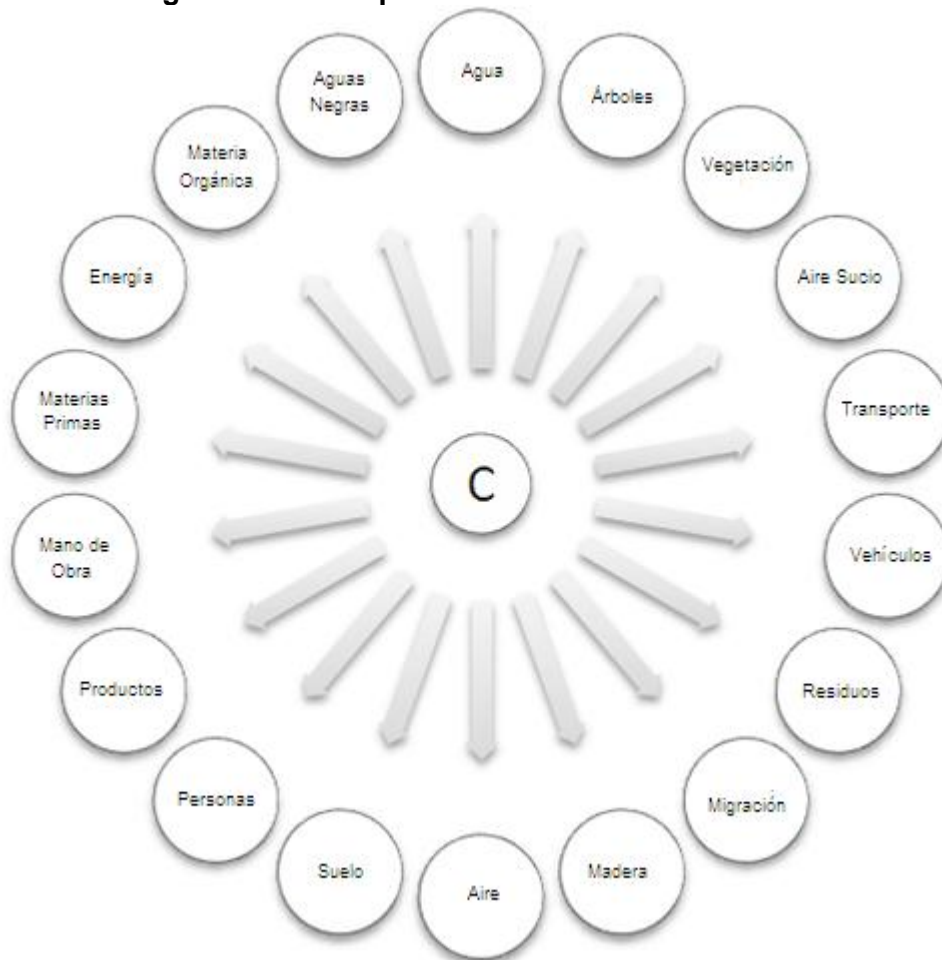 Agua
Árboles
Vegetación
Aire Sucio
Transporte
Vehículos
Residuos
Migración
Madera
Aire
Suelo
Personas
Productos
Mano de
Obra
Materias
Primas
Energía
Materia
Orgánica
Aguas
Negras
C